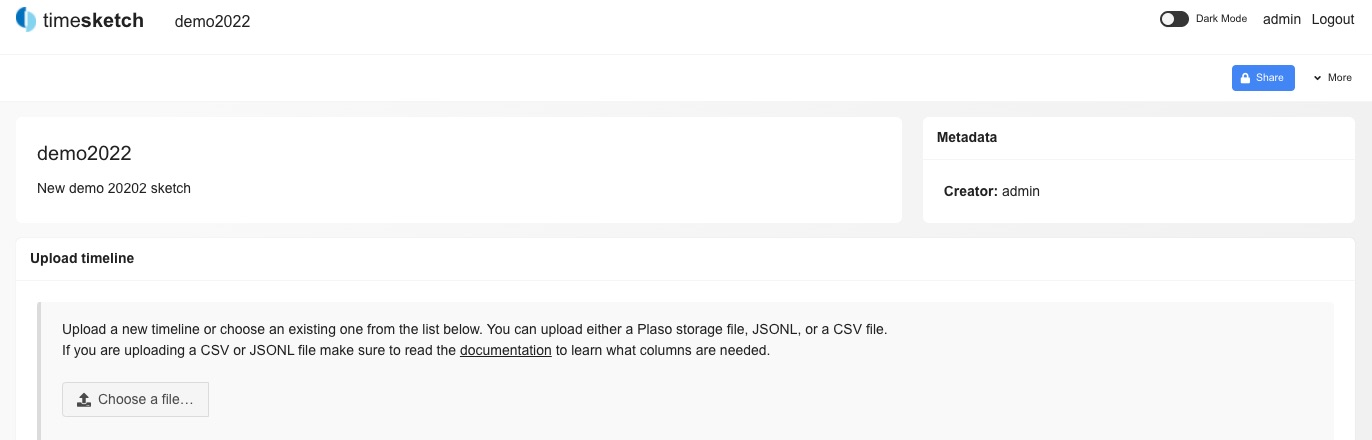 timesketch demo2022 Dark Mode admin Logout
Share More
demo2022
New demo 20202 sketch
Metadata
Creator: admin
Upload timeline
Upload a new timeline or choose an existing one from the list below. You can upload either a Plaso storage file, JSONL, or a CSV file.
If you are uploading a CSV or JSONL file make sure to read the documentation to learn what columns are needed.
Choose a file…